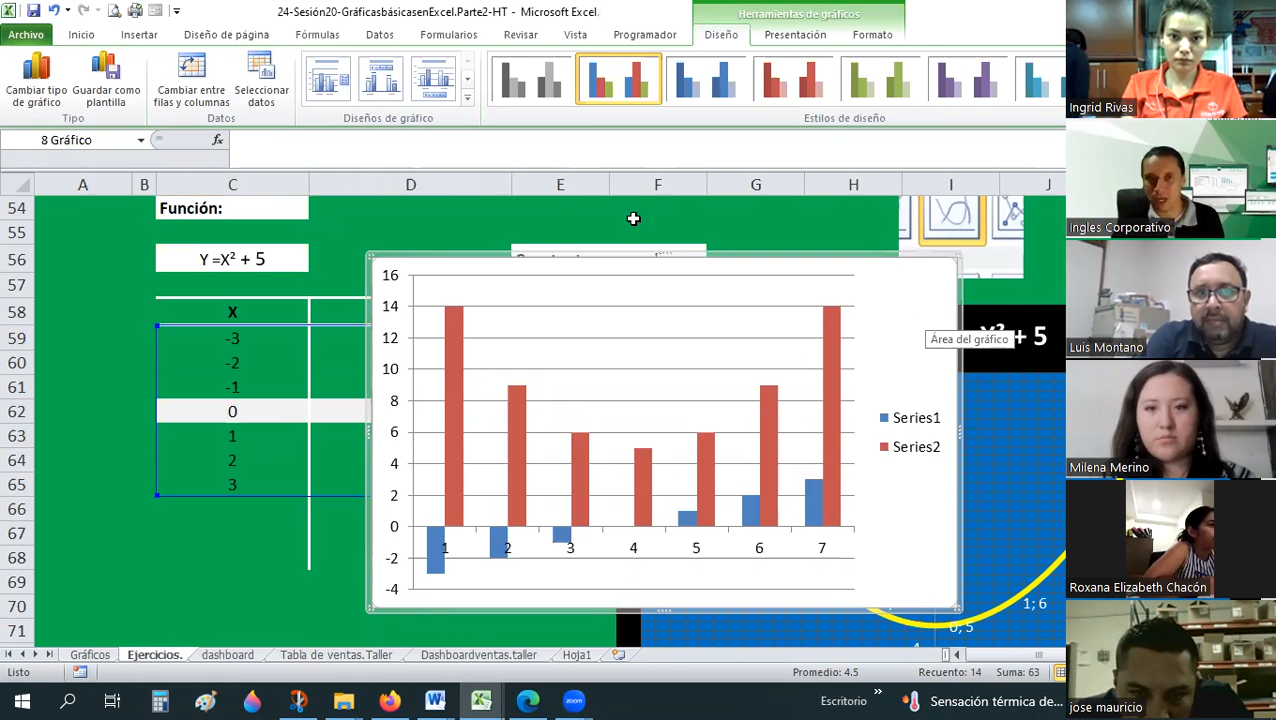 24-Sesión20-GráficasbásicasenExcel.Parte2-HT - Microsoft Excel.
Herramientas de gráficos
Archivo Inicio Insertar Diseño de página Fórmulas Datos Formularios Revisar Vista Programador Diseño Presentación Formato
Cambiar tipo de gráfico
Guardar como plantilla
Cambiar entre filas y columnas
Seleccionar datos
Tipo Datos Diseños de gráfico Estilos de diseño
8 Gráfico fx
A B C D E F G H I J
54 Función:
55
56 Y =X² + 5
57
58 X
59 -3
60 -2
61 -1
62 0
63 1
64 2
65 3
66
67
68
69
70
71
16
14
12
10
8
6
4
2
0
-2
-4
1 2 3 4 5 6 7
Series1
Series2
Área del gráfico
X² + 5
1; 6
0; 5
Gráficos Ejercicios. dashboard Tabla de ventas.Taller Dashboardventas.taller Hoja1
Listo Promedio: 4.5 Recuento: 14 Suma: 63
zoom Escritorio » Sensación térmica de...
Ingrid Rivas
Ingles Corporativo
Luis Montano
Milena Merino
Roxana Elizabeth Chacón
jose mauricio